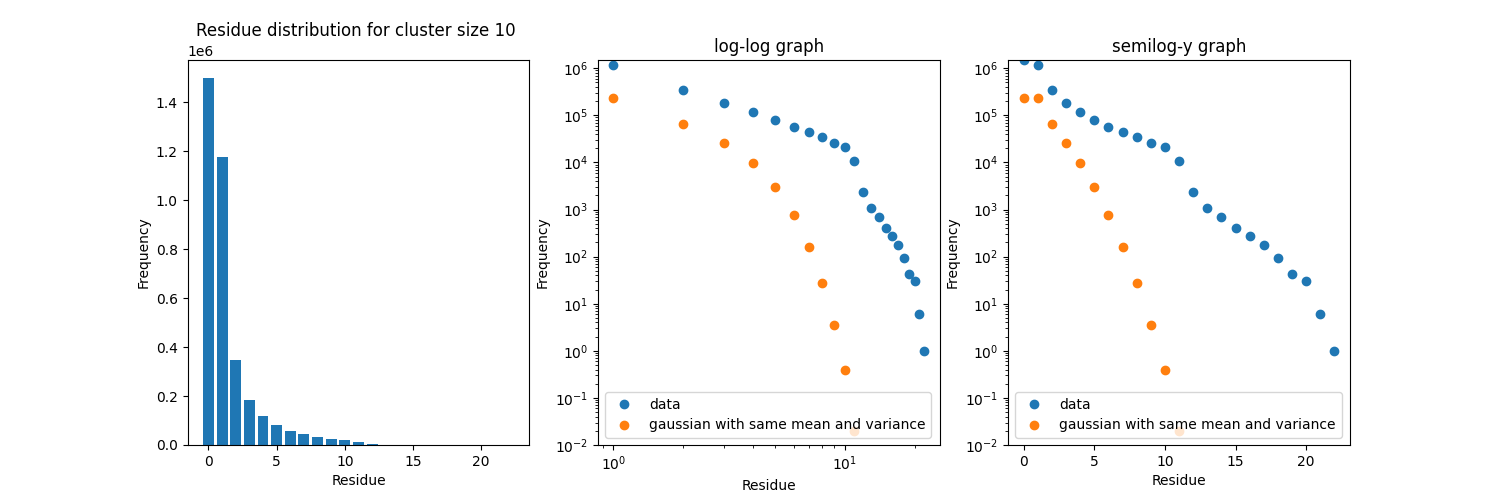 Residue distribution for cluster size 10
1e6
1.4
1.2
1.0
0.8
0.6
0.4
0.2
0.0
0 5 10 15 20
Frequency
Residue
log-log graph
10^6
10^5
10^4
10^3
10^2
10^1
10^0
10^-1
10^-2
10^0 10^1
Frequency
Residue
data
gaussian with same mean and variance
semilog-y graph
10^6
10^5
10^4
10^3
10^2
10^1
10^0
10^-1
10^-2
0 5 10 15 20
Frequency
Residue
data
gaussian with same mean and variance